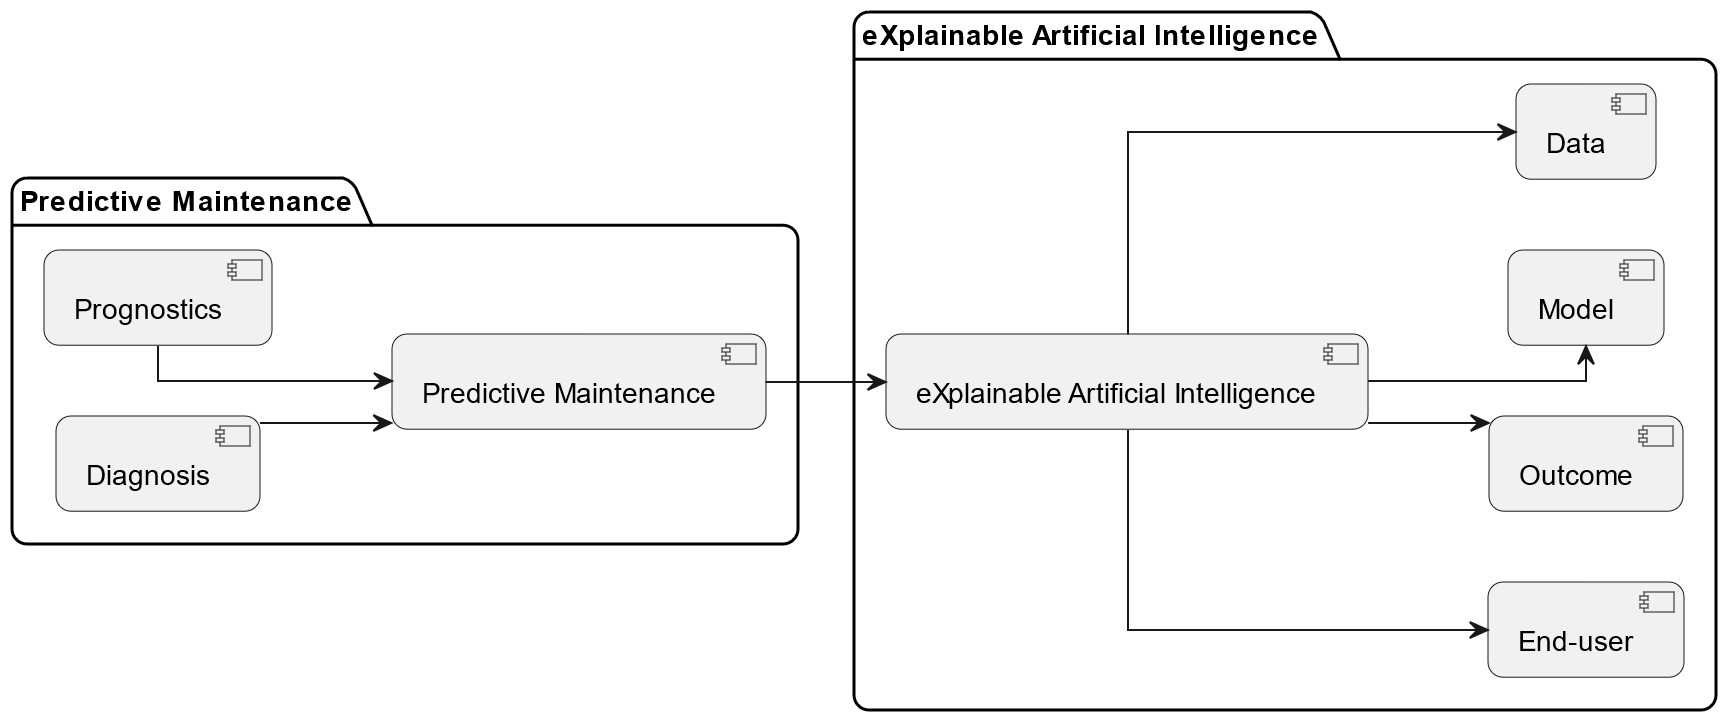 Predictive Maintenance
Prognostics
Diagnosis
Predictive Maintenance
eXplainable Artificial Intelligence
eXplainable Artificial Intelligence
Data
Model
Outcome
End-user